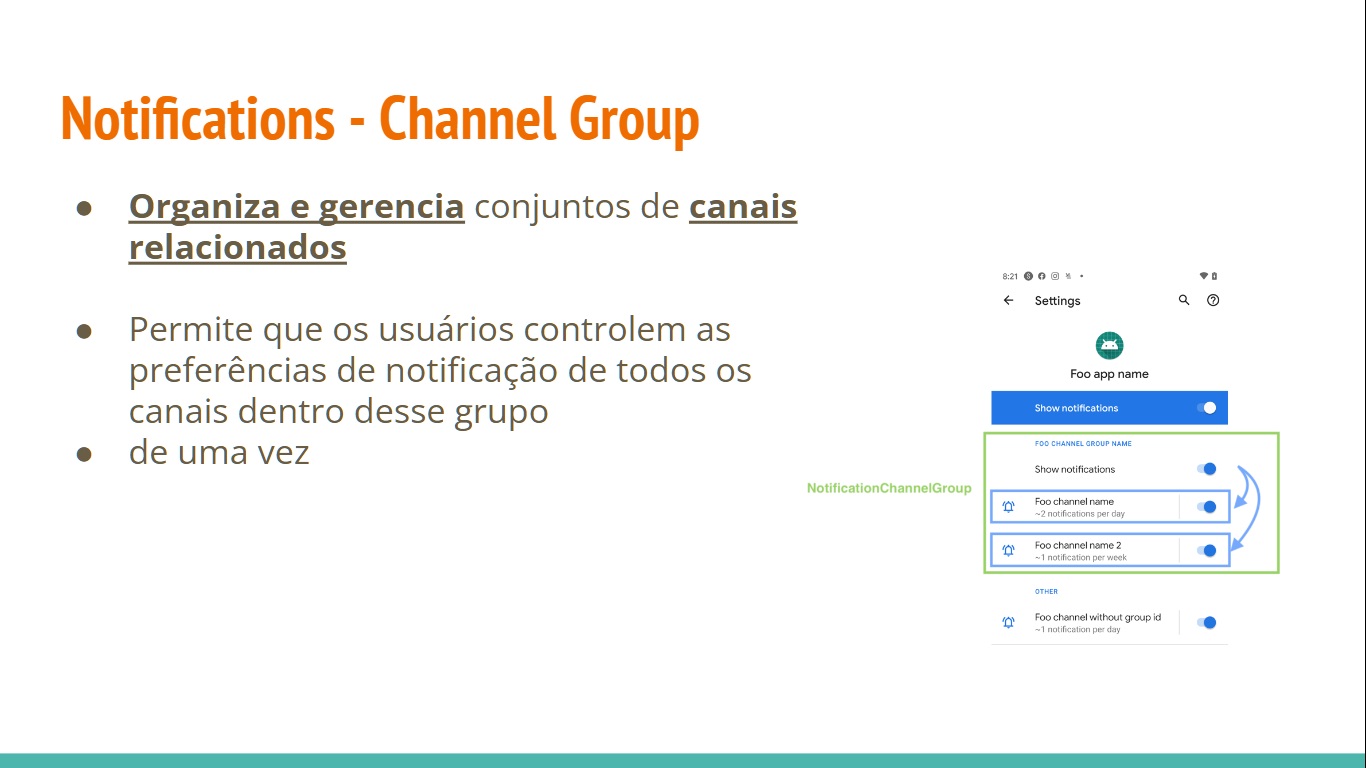 Notifications - Channel Group
● Organiza e gerencia conjuntos de canais
relacionados
● Permite que os usuários controlem as
preferências de notificação de todos os
canais dentro desse grupo
● de uma vez
NotificationChannelGroup
8:21
Settings
Foo app name
Show notifications
FOO CHANNEL GROUP NAME
Show notifications
Foo channel name
~2 notifications per day
Foo channel name 2
~1 notification per week
OTHER
Foo channel without group id
~1 notification per day